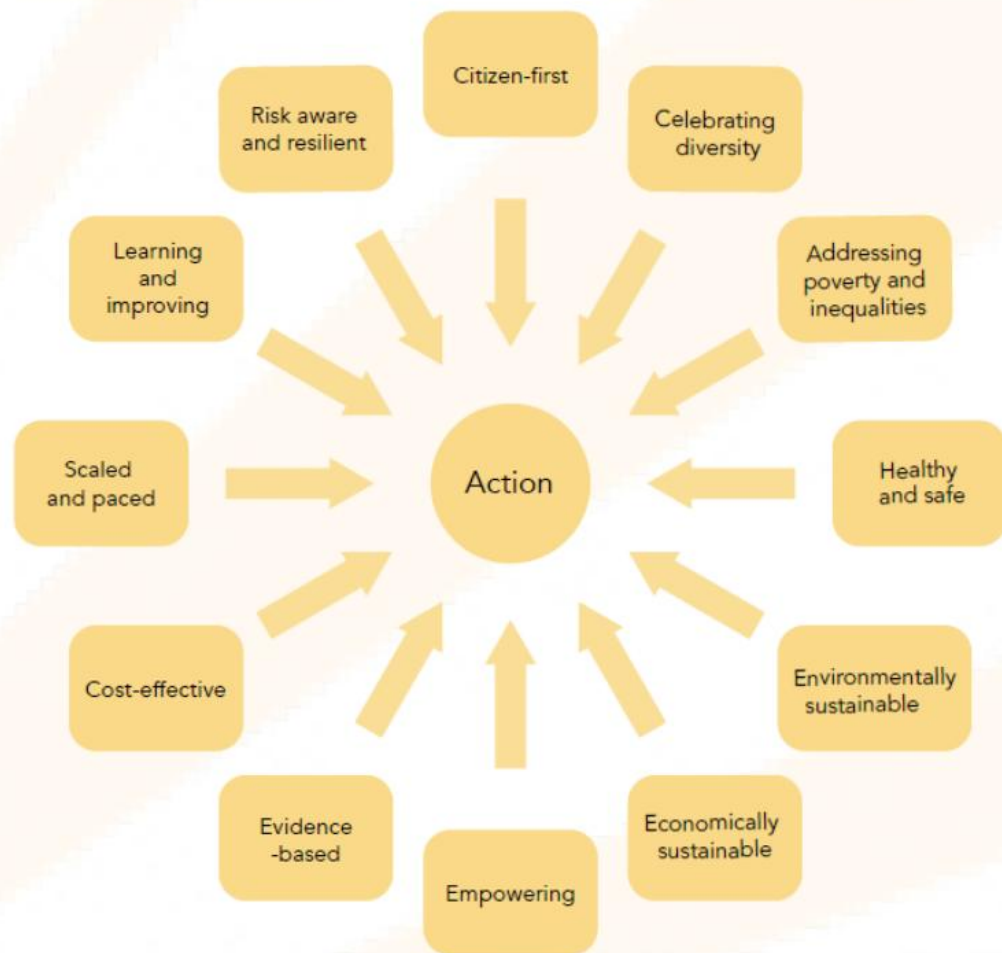 Citizen-first
Celebrating
diversity
Addressing
poverty and
inequalities
Healthy
and safe
Environmentally
sustainable
Economically
sustainable
Empowering
Evidence
-based
Cost-effective
Scaled
and paced
Learning
and
improving
Risk aware
and resilient
Action